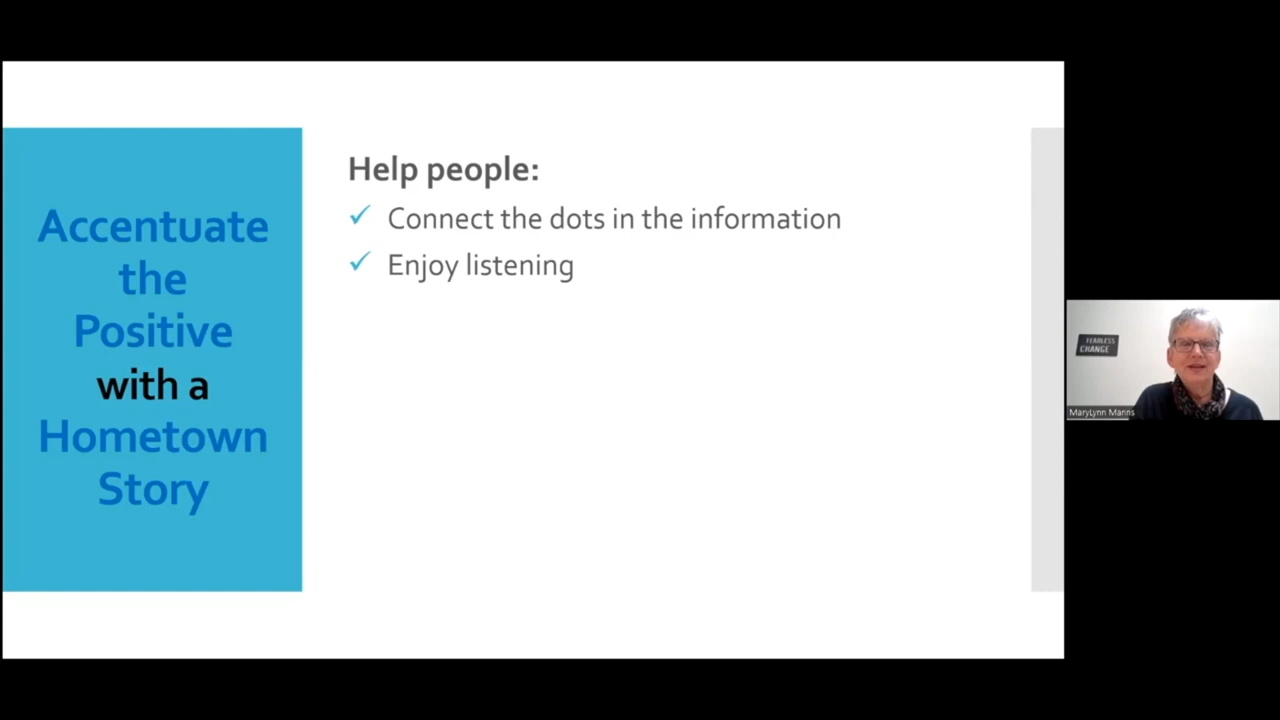 Accentuate
the
Positive
with a
Hometown
Story
Help people:
✓ Connect the dots in the information
✓ Enjoy listening
FEARLESS
CHANGE
MaryLynn Manns